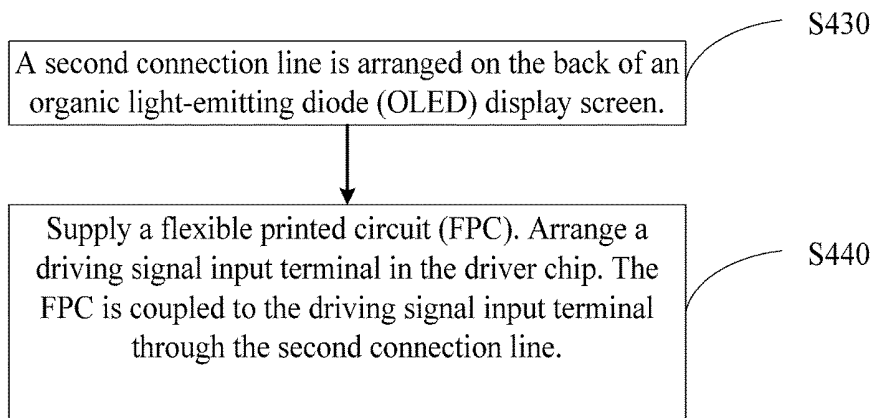 S430
A second connection line is arranged on the back of an
organic light-emitting diode (OLED) display screen.
Supply a flexible printed circuit (FPC). Arrange a
driving signal input terminal in the driver chip. The
FPC is coupled to the driving signal input terminal
through the second connection line.
S440